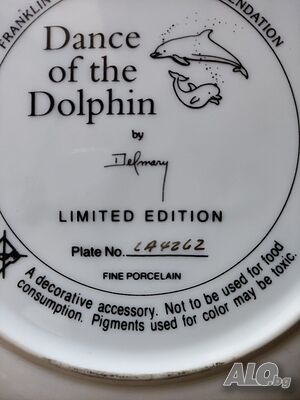 FRANKLIN
Dance
of the
Dolphin
by
Delmary
LIMITED EDITION
Plate No. LA4262
FINE PORCELAIN
A decorative accessory. Not to be used for food
consumption. Pigments used for color may be toxic.
ALO.bg